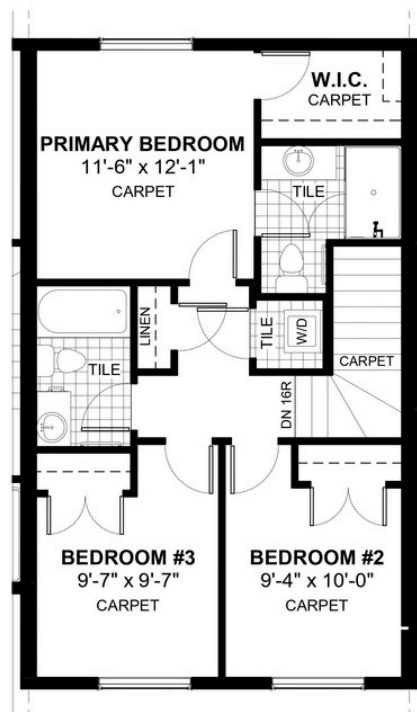 W.I.C.
CARPET
PRIMARY BEDROOM
11'-6" x 12'-1"
CARPET
TILE
LINEN
TILE
W/D
CARPET
TILE
DN 16R
BEDROOM #3
9'-7" x 9'-7"
CARPET
BEDROOM #2
9'-4" x 10'-0"
CARPET